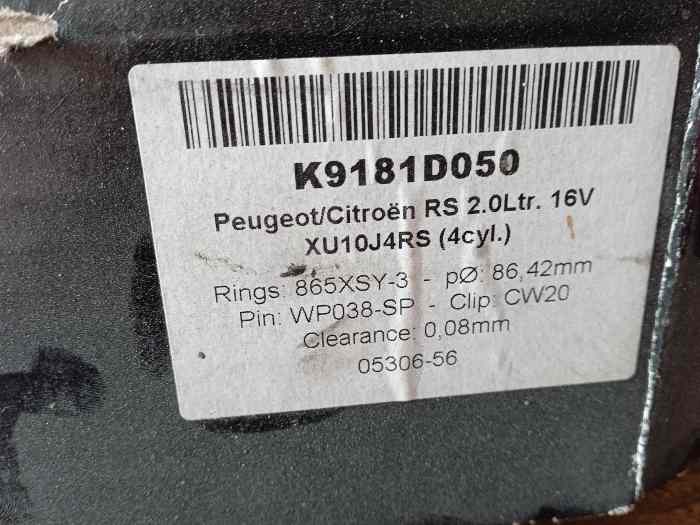 K9181D050
Peugeot/Citroën RS 2.0Ltr. 16V
XU10J4RS (4cyl.)
Rings: 865XSY-3 - pØ: 86,42mm
Pin: WP038-SP - Clip: CW20
Clearance: 0,08mm
05306-56